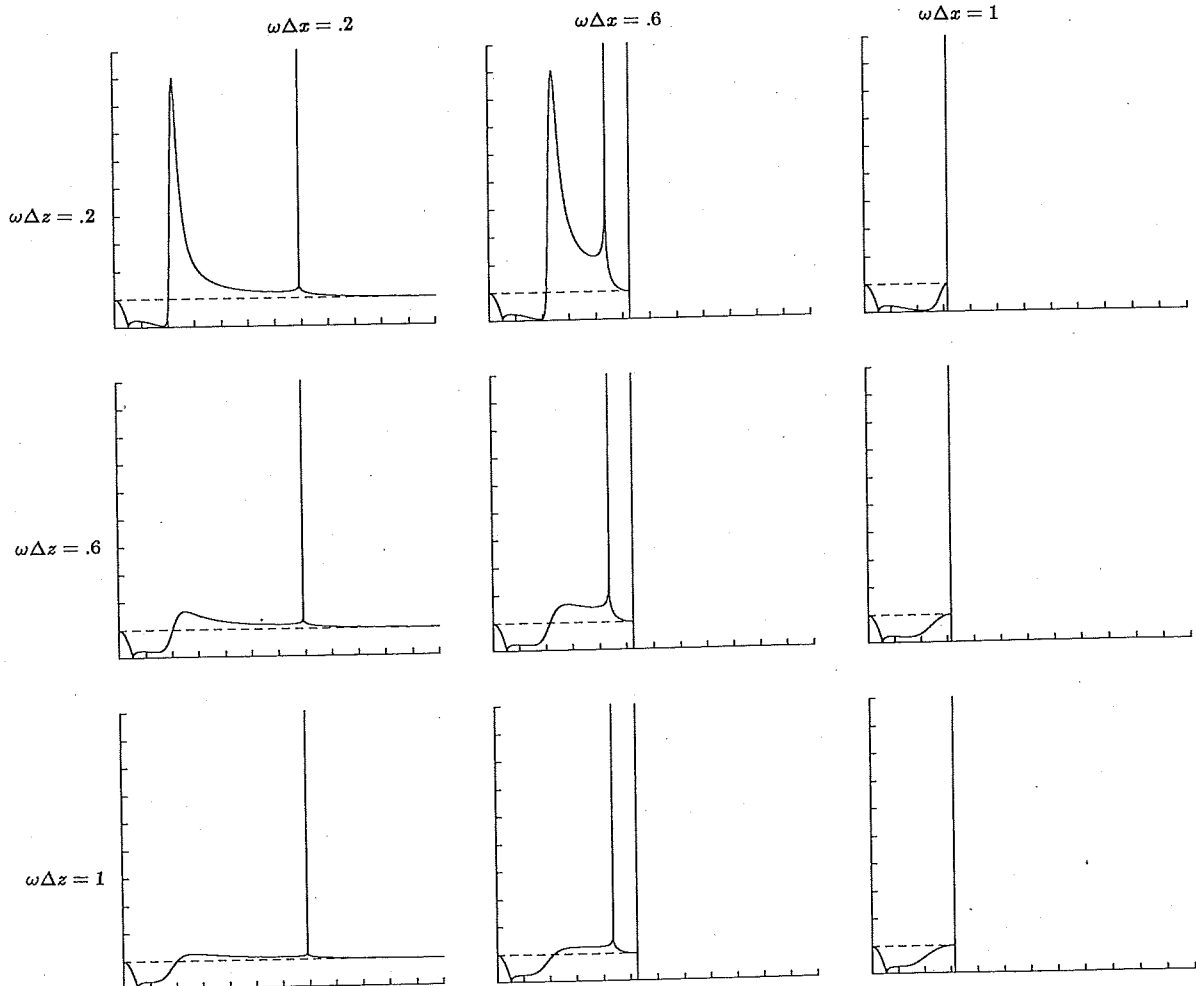 ωΔx = .2
ωΔx = .6
ωΔx = 1
ωΔz = .2
ωΔz = .6
ωΔz = 1